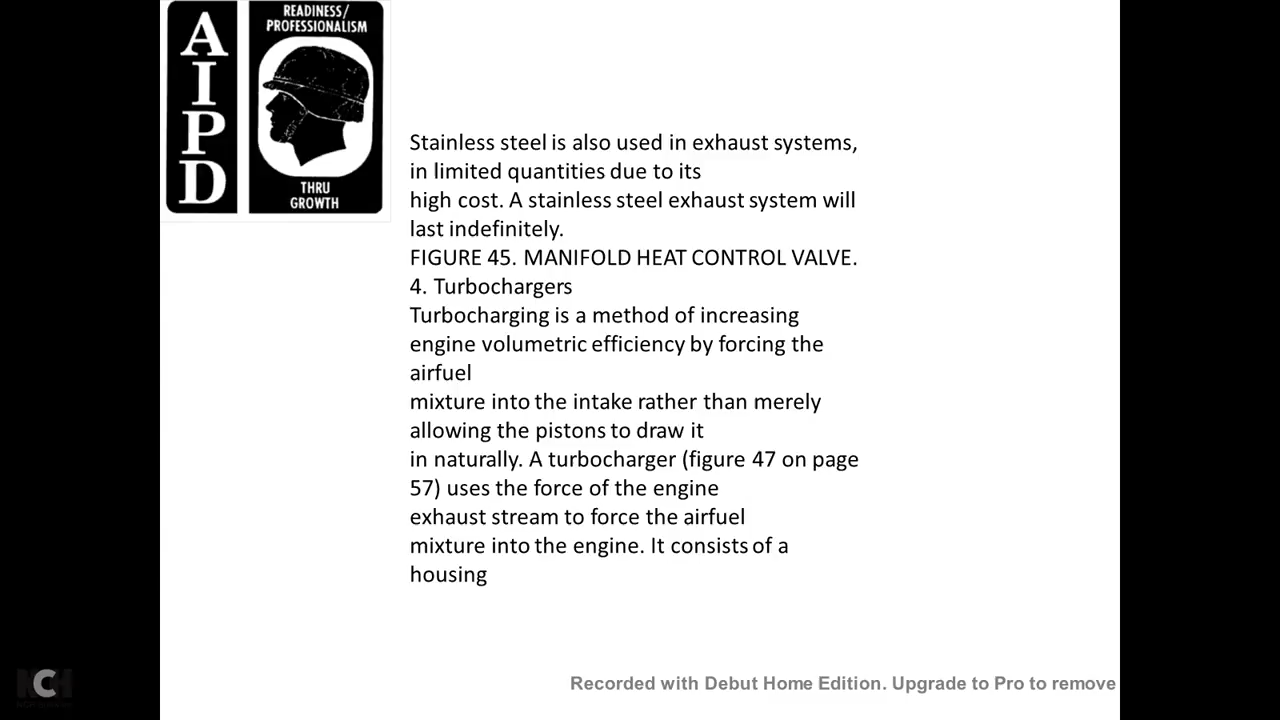 READINESS/
PROFESSIONALISM
AIPD
THRU
GROWTH
Stainless steel is also used in exhaust systems,
in limited quantities due to its
high cost. A stainless steel exhaust system will
last indefinitely.
FIGURE 45. MANIFOLD HEAT CONTROL VALVE.
4. Turbochargers
Turbocharging is a method of increasing
engine volumetric efficiency by forcing the
airfuel
mixture into the intake rather than merely
allowing the pistons to draw it
in naturally. A turbocharger (figure 47 on page
57) uses the force of the engine
exhaust stream to force the airfuel
mixture into the engine. It consists of a
housing
Recorded with Debut Home Edition. Upgrade to Pro to remove
NCH